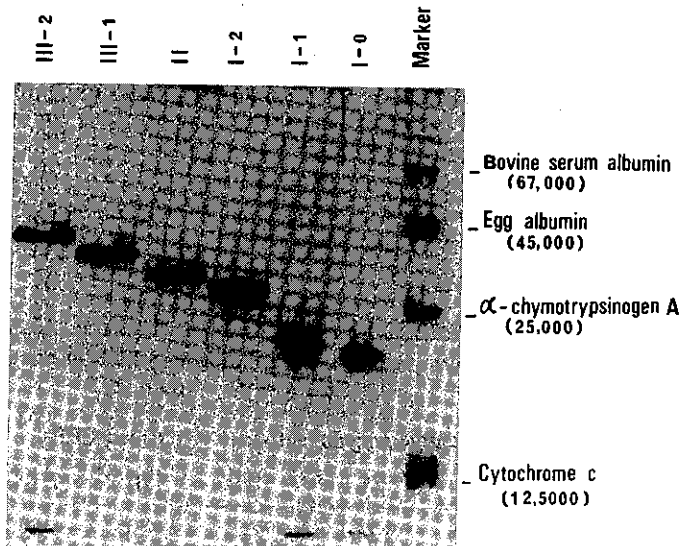 III-2
III-1
II
I-2
I-1
I-0
Marker
Bovine serum albumin
(67,000)
Egg albumin
(45,000)
α-chymotrypsinogen A
(25,000)
Cytochrome c
(12,5000)